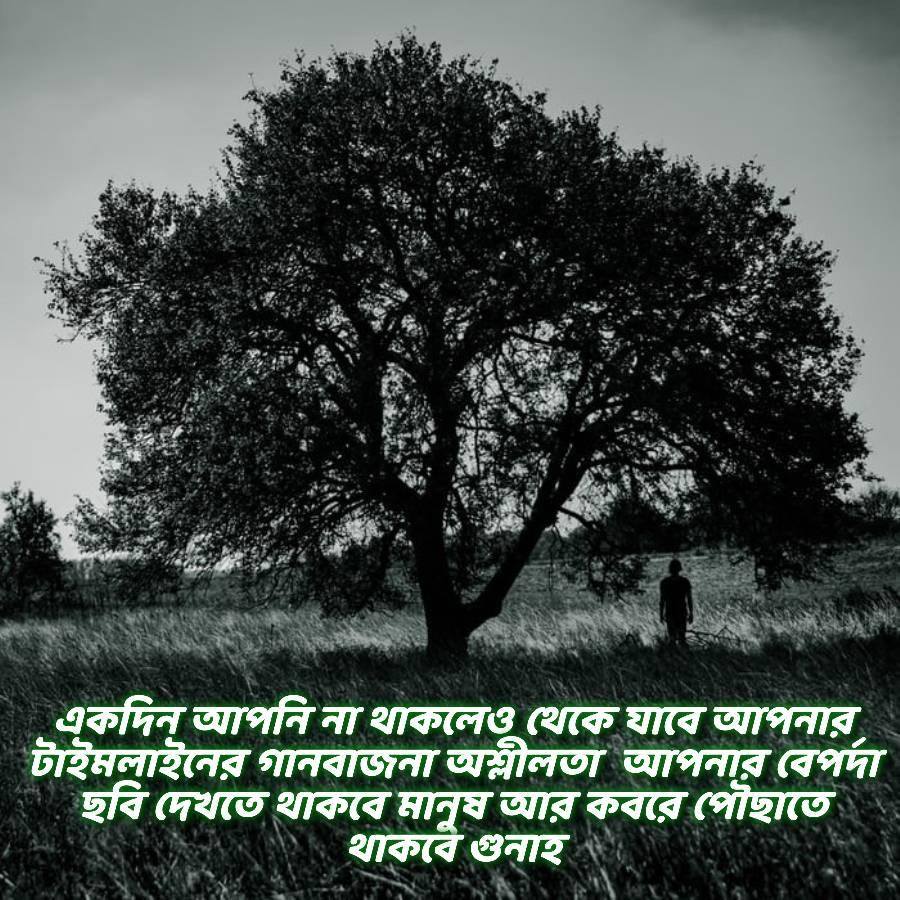 একদিন আপনি না থাকলেও থেকে যাবে আপনার
টাইমলাইনের গানবাজনা অশ্লীলতা আপনার বেপর্দা
ছবি দেখতে থাকবে মানুষ আর কবরে পৌছাতে
থাকবে গুনাহ